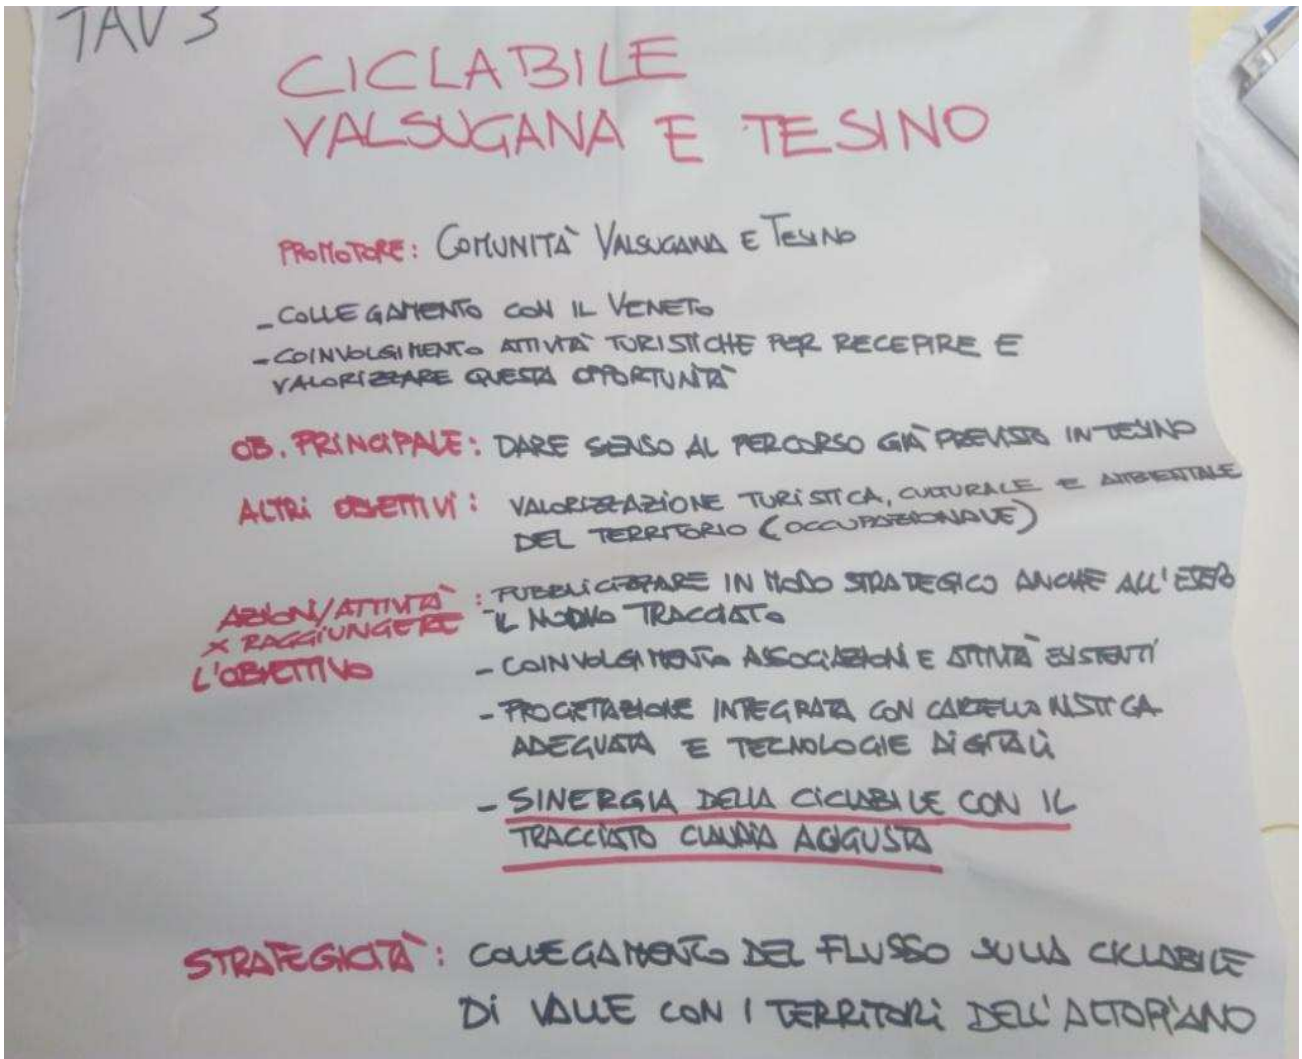 TAV 3
CICLABILE
VALSUGANA E TESINO
PROMOTORE: COMUNITÀ VALSUGANA E TESINO
- COLLEGAMENTO CON IL VENETO
- COINVOLGIMENTO ATTIVITÀ TURISTICHE PER RECEPIRE E
VALORIZZARE QUESTA OPPORTUNITÀ
OB. PRINCIPALE: DARE SENSO AL PERCORSO GIÀ PREVISTO IN TESINO
ALTRI OBIETTIVI: VALORIZZAZIONE TURISTICA, CULTURALE E AMBIENTALE
DEL TERRITORIO (OCCUPAZIONALE)
AZIONI/ATTIVITÀ : PUBBLICIZZARE IN MODO STRATEGICO ANCHE ALL'ESTERO
X RAGGIUNGERE IL NUOVO TRACCIATO
L'OBIETTIVO - COINVOLGIMENTO ASSOCIAZIONI E ATTIVITÀ ESISTENTI
- PROGETTAZIONE INTEGRATA CON CARTELLONISTICA
ADEGUATA E TECNOLOGIE DIGITALI
- SINERGIA DELLA CICLABILE CON IL
TRACCIATO CLAUDIA AUGUSTA
STRATEGICITÀ: COLLEGAMENTO DEL FLUSSO SULLA CICLABILE
DI VALLE CON I TERRITORI DELL'ALTOPIANO